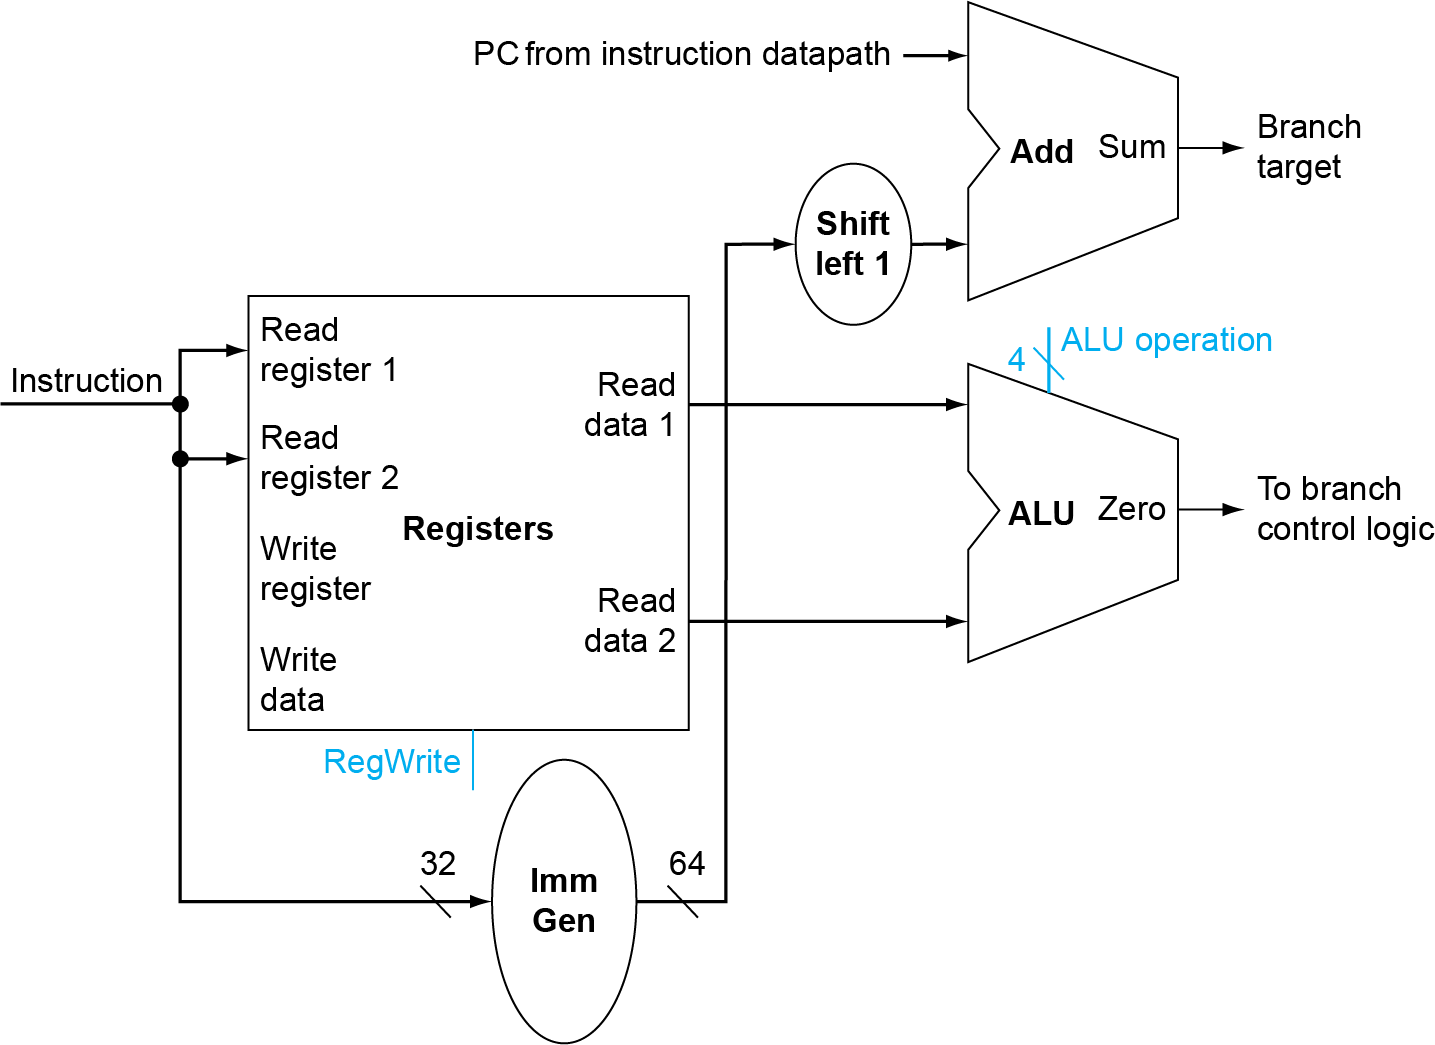 PC from instruction datapath
Add Sum
Branch
target
Shift
left 1
ALU operation
4
Instruction
Read
register 1
Read
register 2
Write
register
Write
data
Registers
Read
data 1
Read
data 2
RegWrite
ALU Zero
To branch
control logic
32
Imm
Gen
64